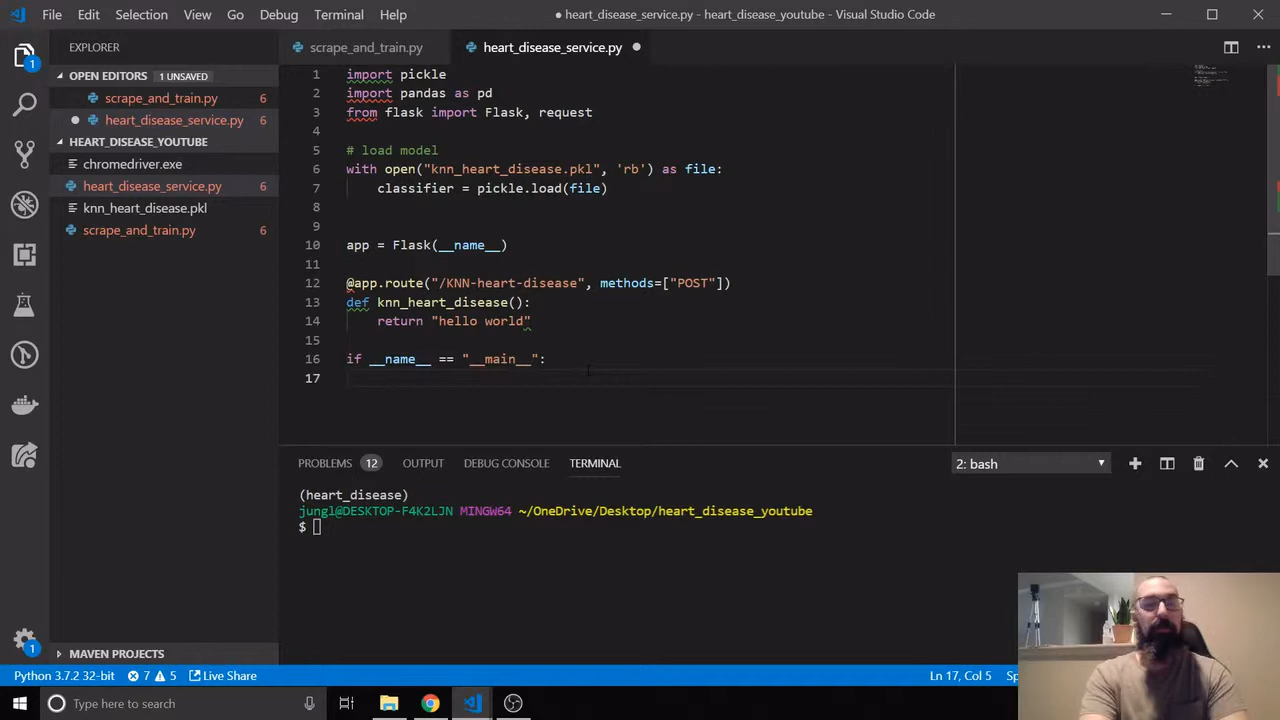 File Edit Selection View Go Debug Terminal Help
● heart_disease_service.py - heart_disease_youtube - Visual Studio Code
EXPLORER
OPEN EDITORS 1 UNSAVED
scrape_and_train.py 6
heart_disease_service.py 6
HEART_DISEASE_YOUTUBE
chromedriver.exe
heart_disease_service.py 6
knn_heart_disease.pkl
scrape_and_train.py 6
MAVEN PROJECTS
1
1
scrape_and_train.py
heart_disease_service.py
1 import pickle
2 import pandas as pd
3 from flask import Flask, request
4
5 # load model
6 with open("knn_heart_disease.pkl", 'rb') as file:
7 classifier = pickle.load(file)
8
9
10 app = Flask(__name__)
11
12 @app.route("/KNN-heart-disease", methods=["POST"])
13 def knn_heart_disease():
14 return "hello world"
15
16 if __name__ == "__main__":
17
PROBLEMS 12 OUTPUT DEBUG CONSOLE TERMINAL
2: bash
(heart_disease)
jungl@DESKTOP-F4K2LJN MINGW64 ~/OneDrive/Desktop/heart_disease_youtube
$
Python 3.7.2 32-bit 7 5 Live Share
Ln 17, Col 5
Type here to search